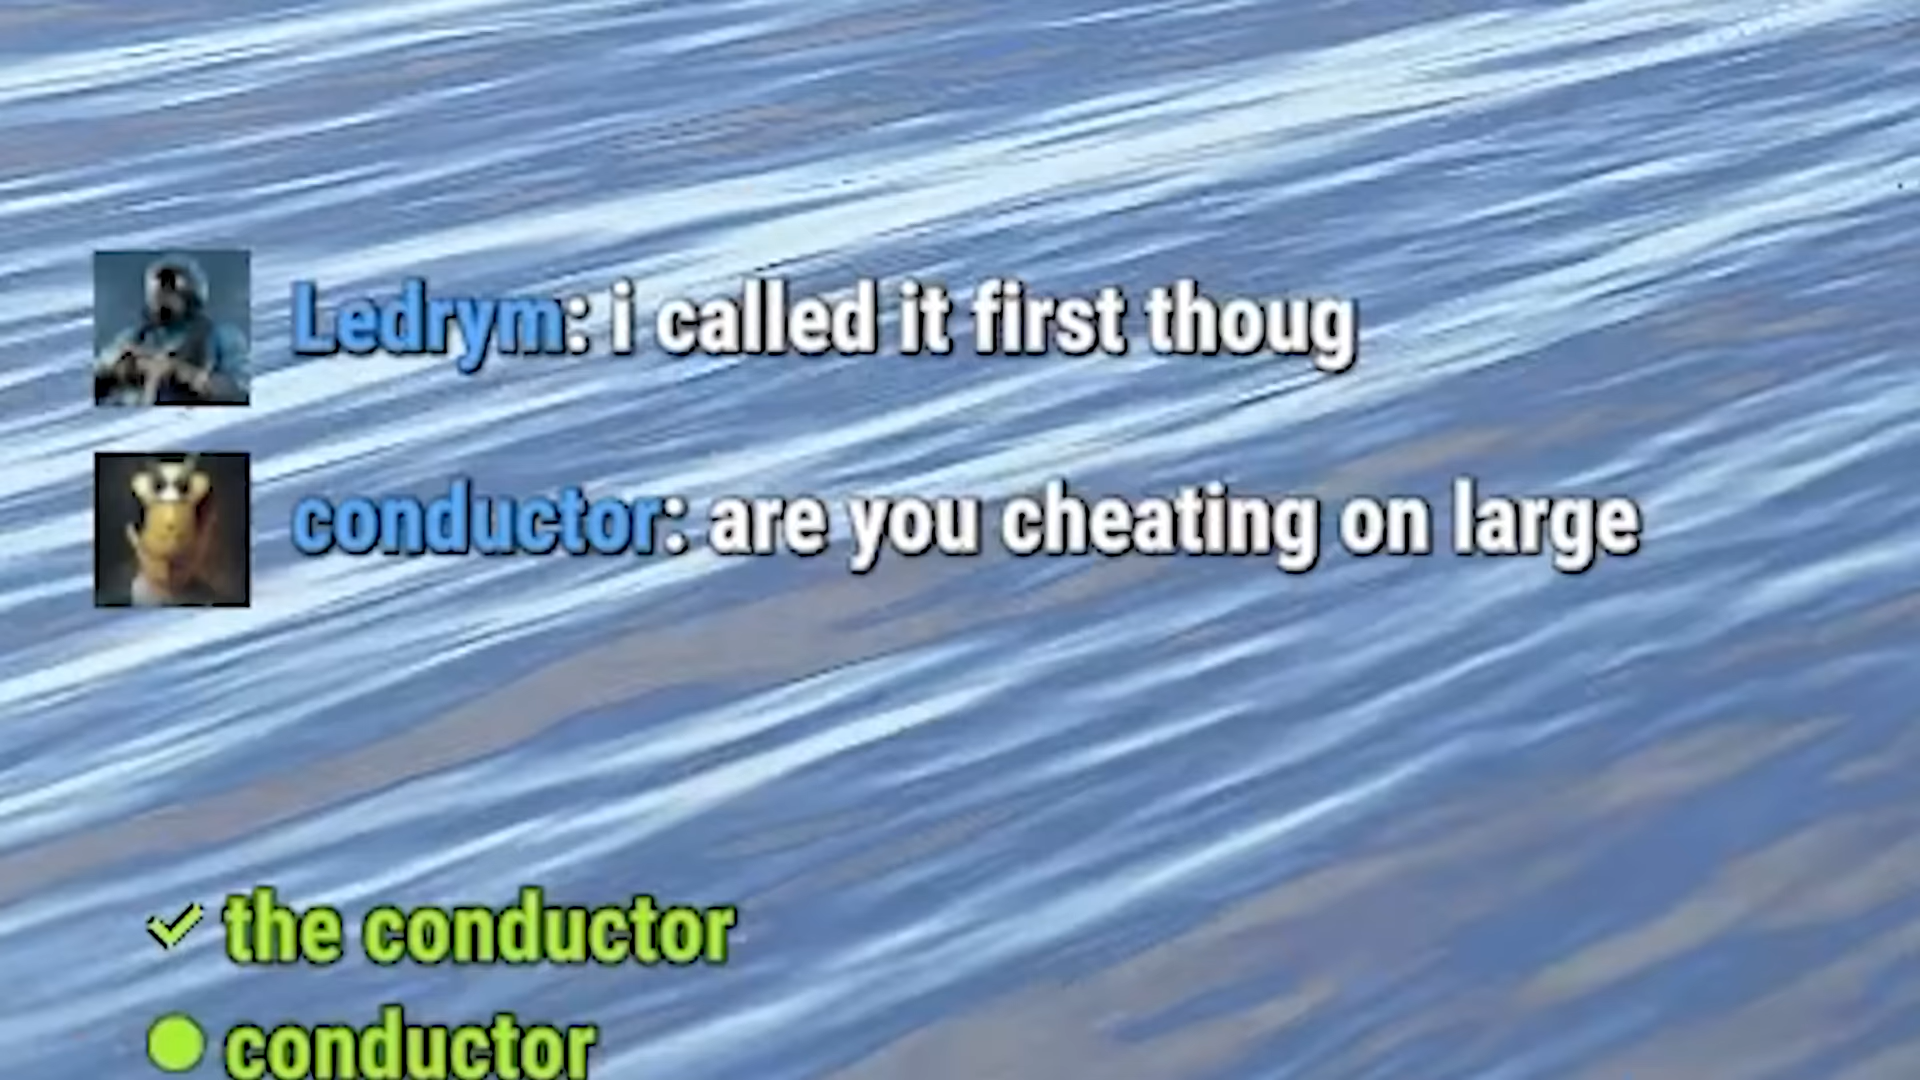 Ledrym: i called it first thoug
conductor: are you cheating on large
the conductor
conductor